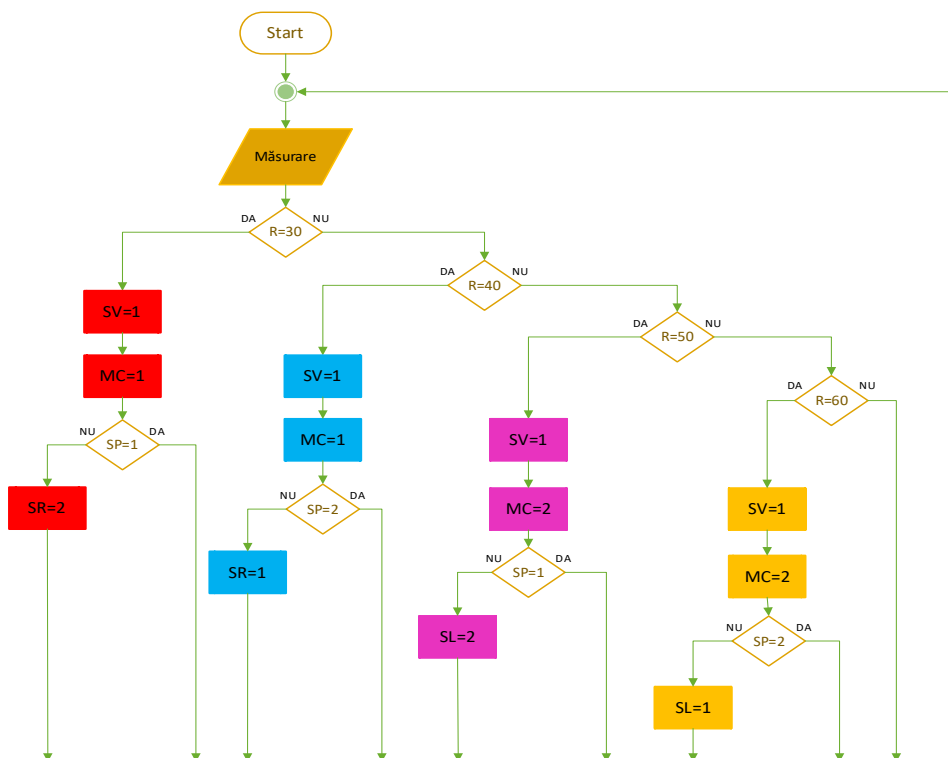 Start
Măsurare
DA
NU
R=30
DA
NU
R=40
SV=1
DA
NU
R=50
MC=1
SV=1
DA
NU
R=60
NU
DA
SP=1
MC=1
SV=1
SR=2
NU
DA
SP=2
MC=2
SV=1
SR=1
NU
DA
SP=1
MC=2
SL=2
NU
DA
SP=2
SL=1